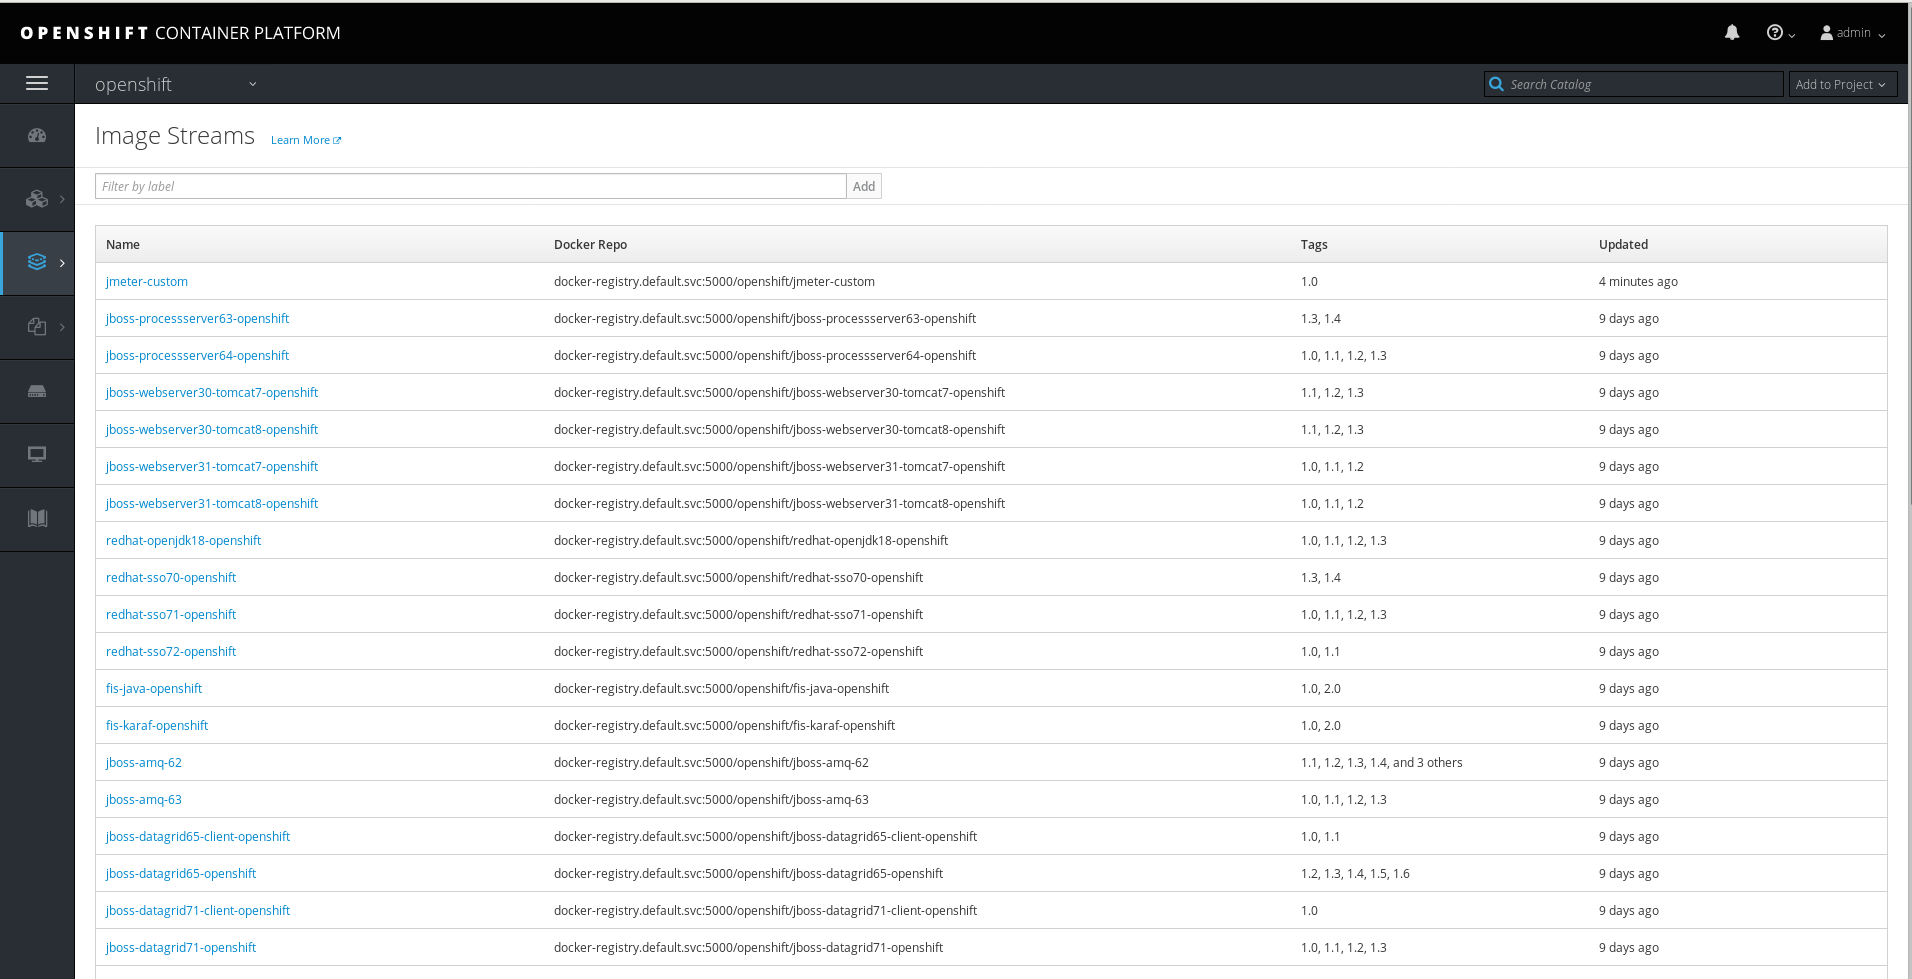 OPENSHIFT CONTAINER PLATFORM
admin
openshift
Search Catalog
Add to Project
Image Streams Learn More
Filter by label Add
Name Docker Repo Tags Updated
jmeter-custom docker-registry.default.svc:5000/openshift/jmeter-custom 1.0 4 minutes ago
jboss-processserver63-openshift docker-registry.default.svc:5000/openshift/jboss-processserver63-openshift 1.3, 1.4 9 days ago
jboss-processserver64-openshift docker-registry.default.svc:5000/openshift/jboss-processserver64-openshift 1.0, 1.1, 1.2, 1.3 9 days ago
jboss-webserver30-tomcat7-openshift docker-registry.default.svc:5000/openshift/jboss-webserver30-tomcat7-openshift 1.1, 1.2, 1.3 9 days ago
jboss-webserver30-tomcat8-openshift docker-registry.default.svc:5000/openshift/jboss-webserver30-tomcat8-openshift 1.1, 1.2, 1.3 9 days ago
jboss-webserver31-tomcat7-openshift docker-registry.default.svc:5000/openshift/jboss-webserver31-tomcat7-openshift 1.0, 1.1, 1.2 9 days ago
jboss-webserver31-tomcat8-openshift docker-registry.default.svc:5000/openshift/jboss-webserver31-tomcat8-openshift 1.0, 1.1, 1.2 9 days ago
redhat-openjdk18-openshift docker-registry.default.svc:5000/openshift/redhat-openjdk18-openshift 1.0, 1.1, 1.2, 1.3 9 days ago
redhat-sso70-openshift docker-registry.default.svc:5000/openshift/redhat-sso70-openshift 1.3, 1.4 9 days ago
redhat-sso71-openshift docker-registry.default.svc:5000/openshift/redhat-sso71-openshift 1.0, 1.1, 1.2, 1.3 9 days ago
redhat-sso72-openshift docker-registry.default.svc:5000/openshift/redhat-sso72-openshift 1.0, 1.1 9 days ago
fis-java-openshift docker-registry.default.svc:5000/openshift/fis-java-openshift 1.0, 2.0 9 days ago
fis-karaf-openshift docker-registry.default.svc:5000/openshift/fis-karaf-openshift 1.0, 2.0 9 days ago
jboss-amq-62 docker-registry.default.svc:5000/openshift/jboss-amq-62 1.1, 1.2, 1.3, 1.4, and 3 others 9 days ago
jboss-amq-63 docker-registry.default.svc:5000/openshift/jboss-amq-63 1.0, 1.1, 1.2, 1.3 9 days ago
jboss-datagrid65-client-openshift docker-registry.default.svc:5000/openshift/jboss-datagrid65-client-openshift 1.0, 1.1 9 days ago
jboss-datagrid65-openshift docker-registry.default.svc:5000/openshift/jboss-datagrid65-openshift 1.2, 1.3, 1.4, 1.5, 1.6 9 days ago
jboss-datagrid71-client-openshift docker-registry.default.svc:5000/openshift/jboss-datagrid71-client-openshift 1.0 9 days ago
jboss-datagrid71-openshift docker-registry.default.svc:5000/openshift/jboss-datagrid71-openshift 1.0, 1.1, 1.2, 1.3 9 days ago